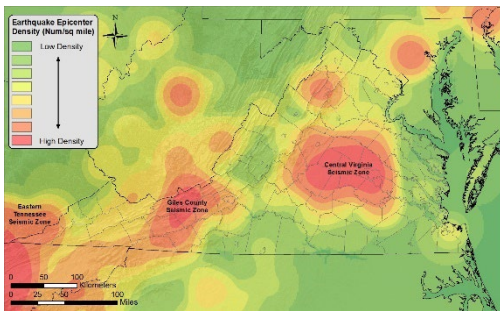 Earthquake Epicenter
Density (Num/sq mile)
Low Density
High Density
N
Central Virginia
Seismic Zone
Giles County
Seismic Zone
Eastern
Tennessee
Seismic Zone
0 50 100
Kilometers
0 25 50 100
Miles